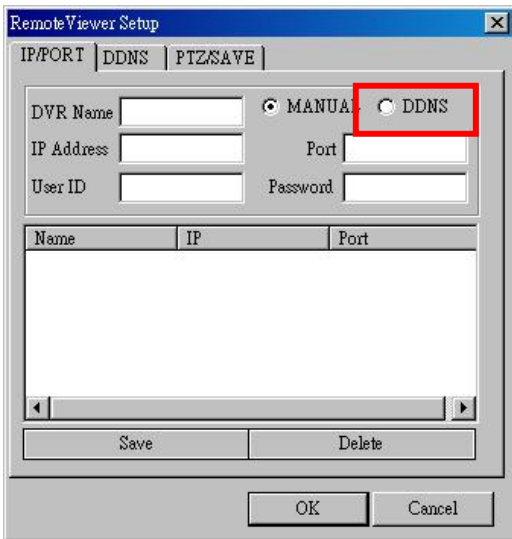 RemoteViewer Setup
IP/PORT DDNS PTZ/SAVE
DVR Name MANUAL DDNS
IP Address Port
User ID Password
Name IP Port
Save Delete
OK Cancel